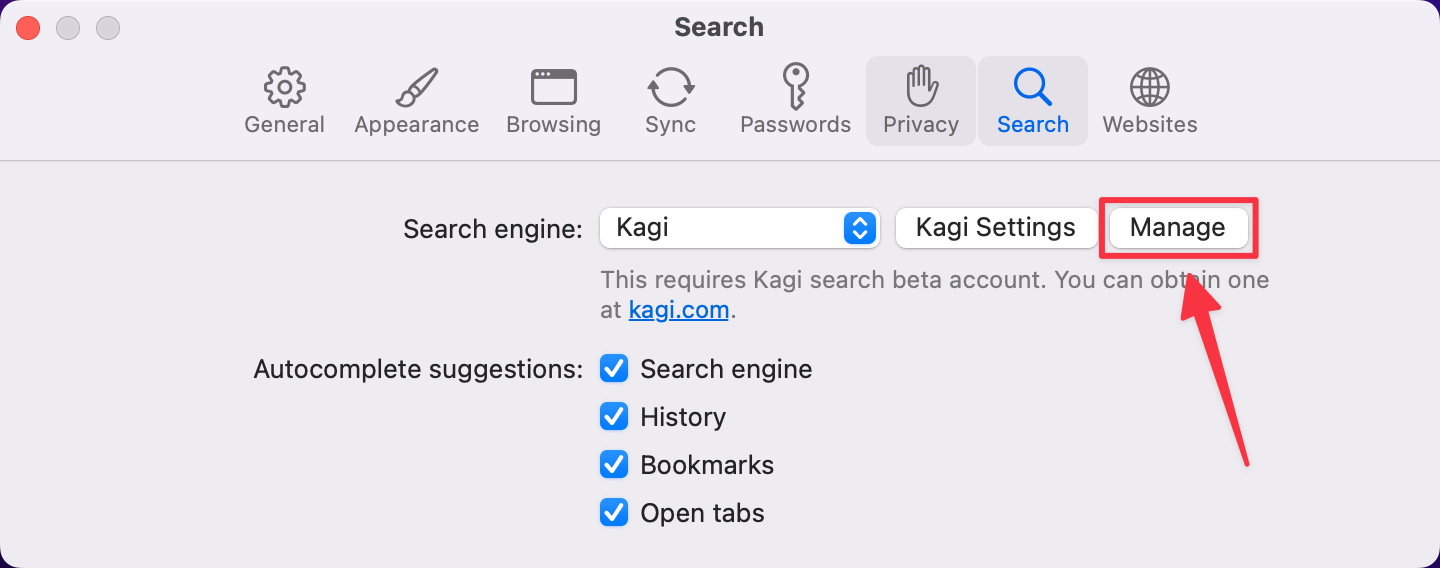 Search
General Appearance Browsing Sync Passwords Privacy Search Websites
Search engine: Kagi Kagi Settings Manage
This requires Kagi search beta account. You can obtain one
at kagi.com.
Autocomplete suggestions: Search engine
History
Bookmarks
Open tabs